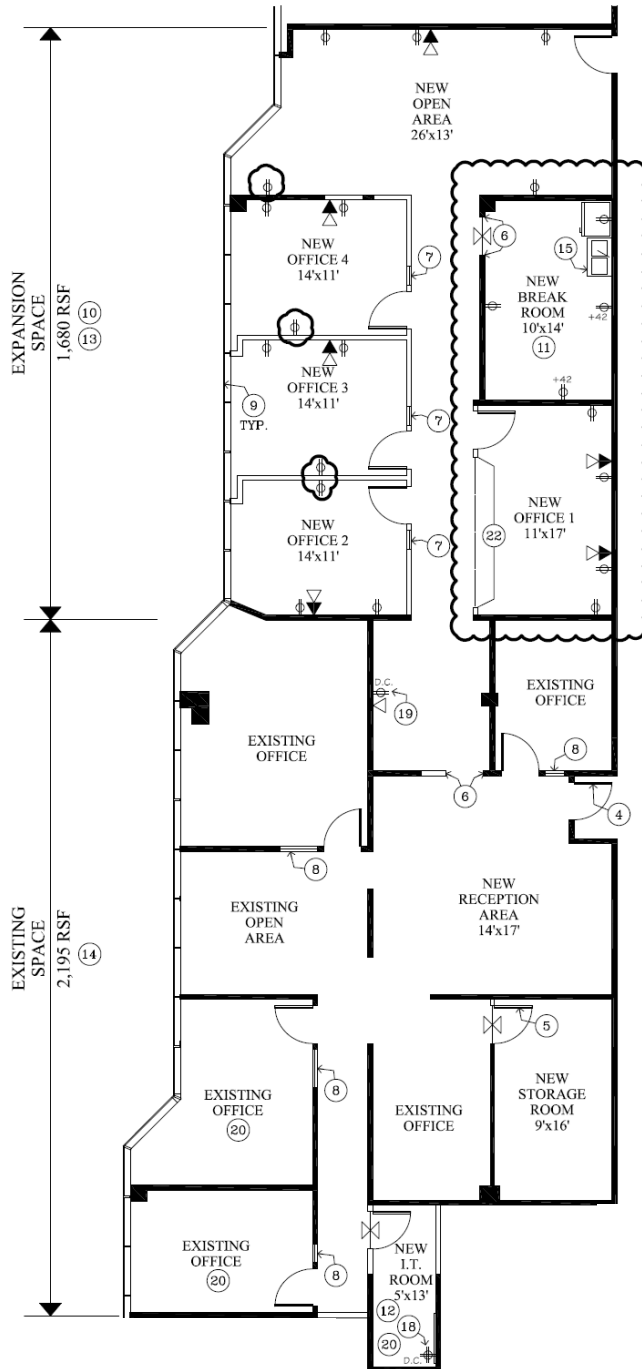 NEW
OPEN
AREA
26'x13'
EXPANSION
SPACE
1,680 RSF
10
13
NEW
OFFICE 4
14'x11'
7
6
15
NEW
BREAK
ROOM
10'x14'
11
+42
+42
NEW
OFFICE 3
14'x11'
9
TYP.
7
NEW
OFFICE 2
14'x11'
7
NEW
OFFICE 1
11'x17'
22
D.C.
19
EXISTING
OFFICE
EXISTING
OFFICE
8
6
4
8
EXISTING
SPACE
2,195 RSF
14
EXISTING
OPEN
AREA
NEW
RECEPTION
AREA
14'x17'
5
EXISTING
OFFICE
20
8
EXISTING
OFFICE
NEW
STORAGE
ROOM
9'x16'
EXISTING
OFFICE
20
8
NEW
I.T.
ROOM
5'x13'
12
18
20
D.C.